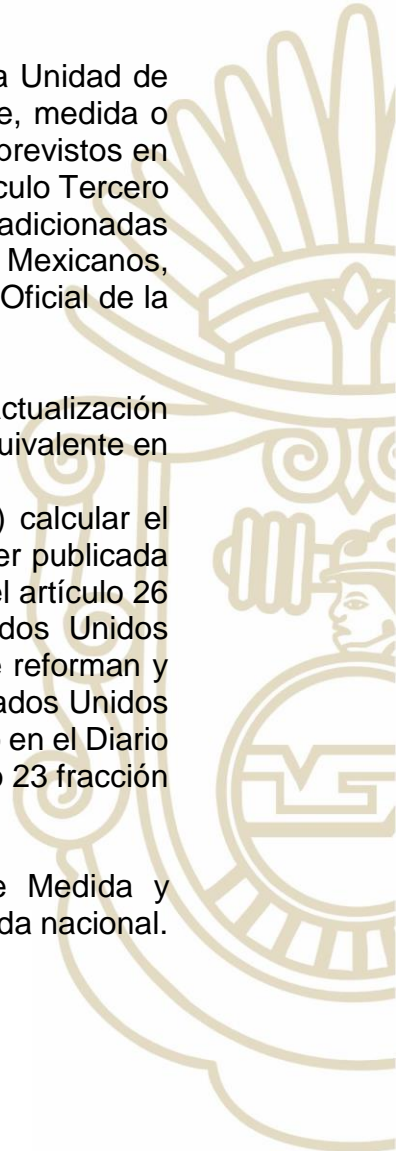 a Unidad de
e, medida o
previstos en
culo Tercero
adicionadas
Mexicanos,
Oficial de la
ctualización
quivalente en
) calcular el
er publicada
el artículo 26
dos Unidos
e reforman y
ados Unidos
en el Diario
o 23 fracción
e Medida y
da nacional.